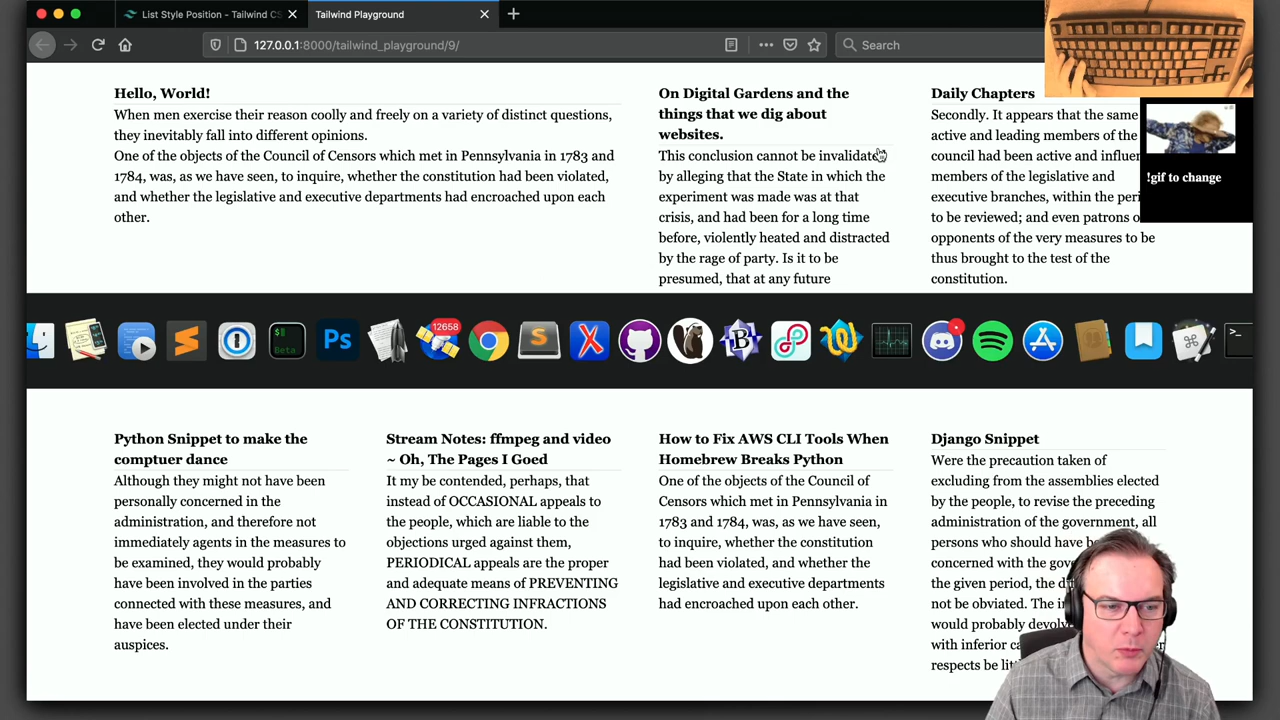 List Style Position - Tailwind CS
Tailwind Playground
127.0.0.1:8000/tailwind_playground/9/
Search
Hello, World!
When men exercise their reason coolly and freely on a variety of distinct questions,
they inevitably fall into different opinions.
One of the objects of the Council of Censors which met in Pennsylvania in 1783 and
1784, was, as we have seen, to inquire, whether the constitution had been violated,
and whether the legislative and executive departments had encroached upon each
other.
On Digital Gardens and the
things that we dig about
websites.
This conclusion cannot be invalidated
by alleging that the State in which the
experiment was made was at that
crisis, and had been for a long time
before, violently heated and distracted
by the rage of party. Is it to be
presumed, that at any future
Daily Chapters
Secondly. It appears that the same
active and leading members of the
council had been active and influen
members of the legislative and
executive branches, within the peri
to be reviewed; and even patrons o
opponents of the very measures to be
thus brought to the test of the
constitution.
!gif to change
Beta
Ps
12658
S
X
B
>_
Python Snippet to make the
comptuer dance
Although they might not have been
personally concerned in the
administration, and therefore not
immediately agents in the measures to
be examined, they would probably
have been involved in the parties
connected with these measures, and
have been elected under their
auspices.
Stream Notes: ffmpeg and video
~ Oh, The Pages I Goed
It my be contended, perhaps, that
instead of OCCASIONAL appeals to
the people, which are liable to the
objections urged against them,
PERIODICAL appeals are the proper
and adequate means of PREVENTING
AND CORRECTING INFRACTIONS
OF THE CONSTITUTION.
How to Fix AWS CLI Tools When
Homebrew Breaks Python
One of the objects of the Council of
Censors which met in Pennsylvania in
1783 and 1784, was, as we have seen,
to inquire, whether the constitution
had been violated, and whether the
legislative and executive departments
had encroached upon each other.
Django Snippet
Were the precaution taken of
excluding from the assemblies elected
by the people, to revise the preceding
administration of the government, all
persons who should have be
concerned with the gov
the given period, the di
not be obviated. The in
would probably devolv
with inferior ca
respects be li